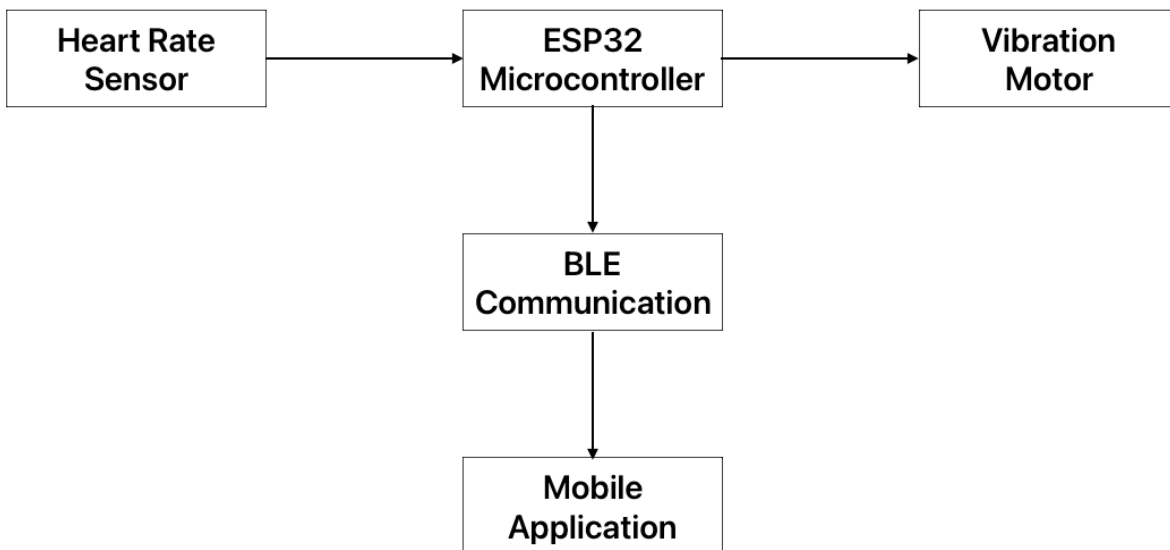 Heart Rate
Sensor
ESP32
Microcontroller
Vibration
Motor
BLE
Communication
Mobile
Application